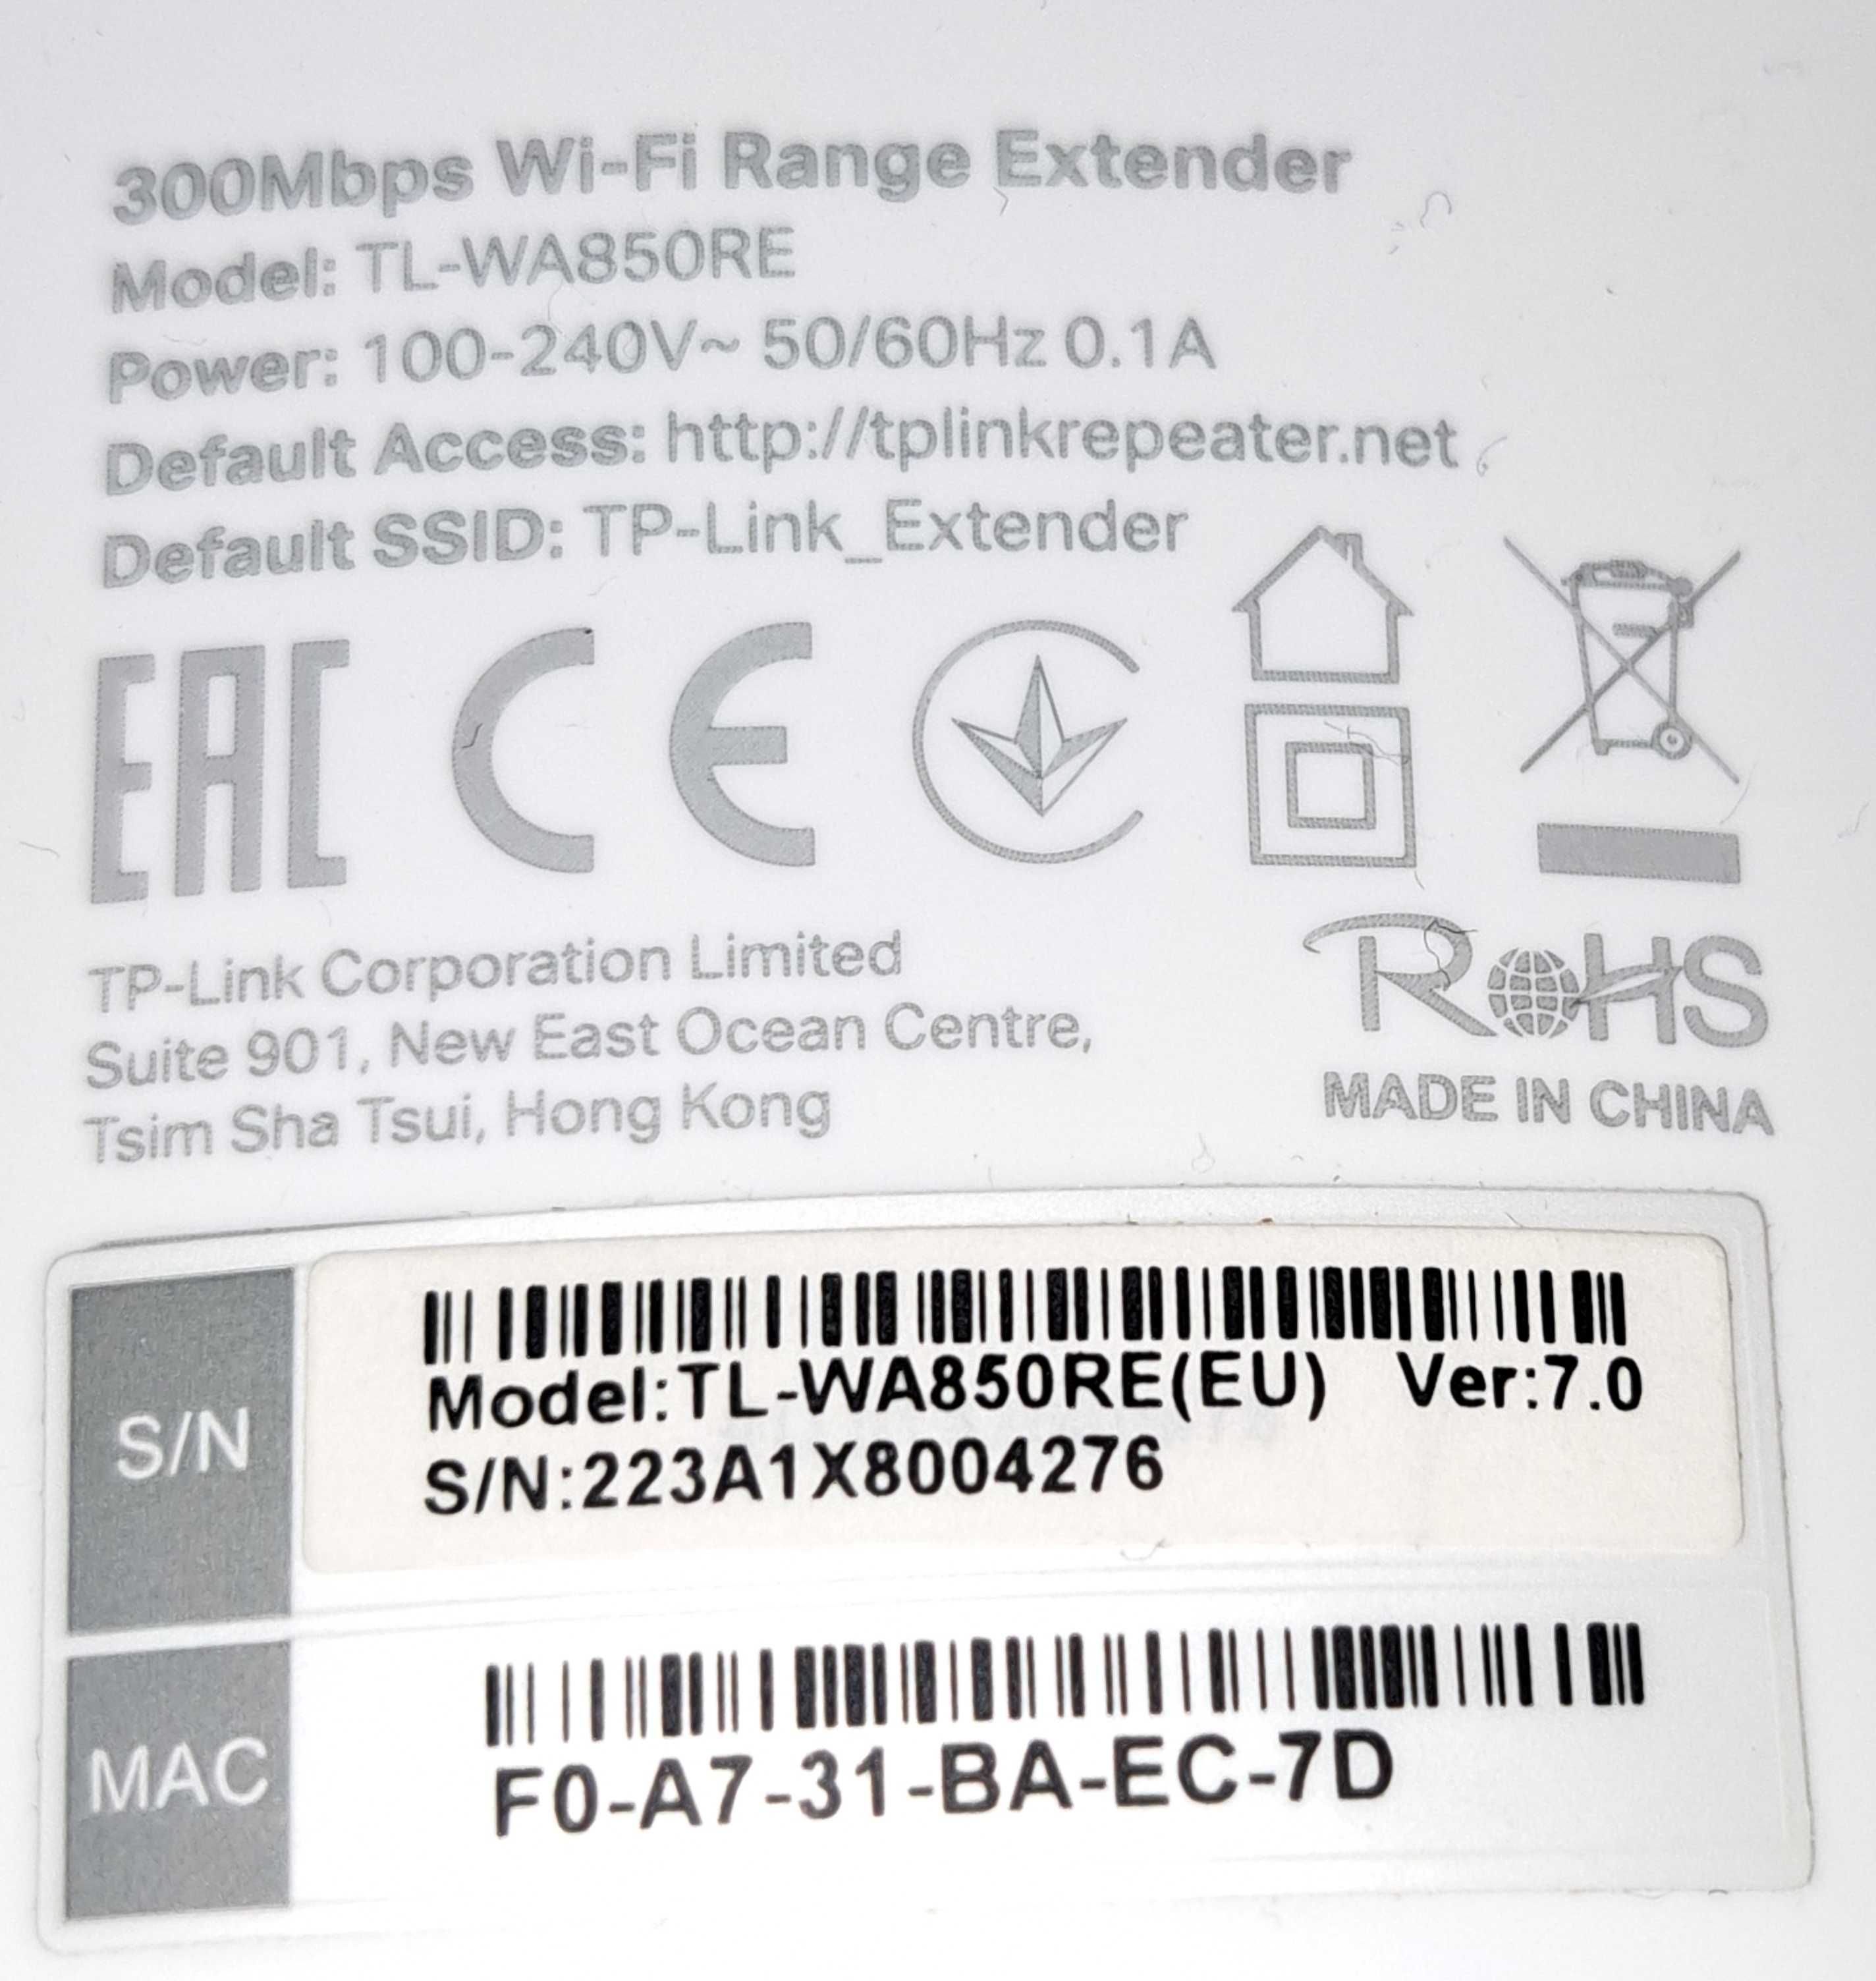 300Mbps Wi-Fi Range Extender
Model: TL-WA850RE
Power: 100-240V~ 50/60Hz 0.1A
Default Access: http://tplinkrepeater.net
Default SSID: TP-Link_Extender
EAC CE
TP-Link Corporation Limited
Suite 901, New East Ocean Centre,
Tsim Sha Tsui, Hong Kong
RoHS
MADE IN CHINA
S/N
Model:TL-WA850RE(EU) Ver:7.0
S/N:223A1X8004276
MAC
F0-A7-31-BA-EC-7D